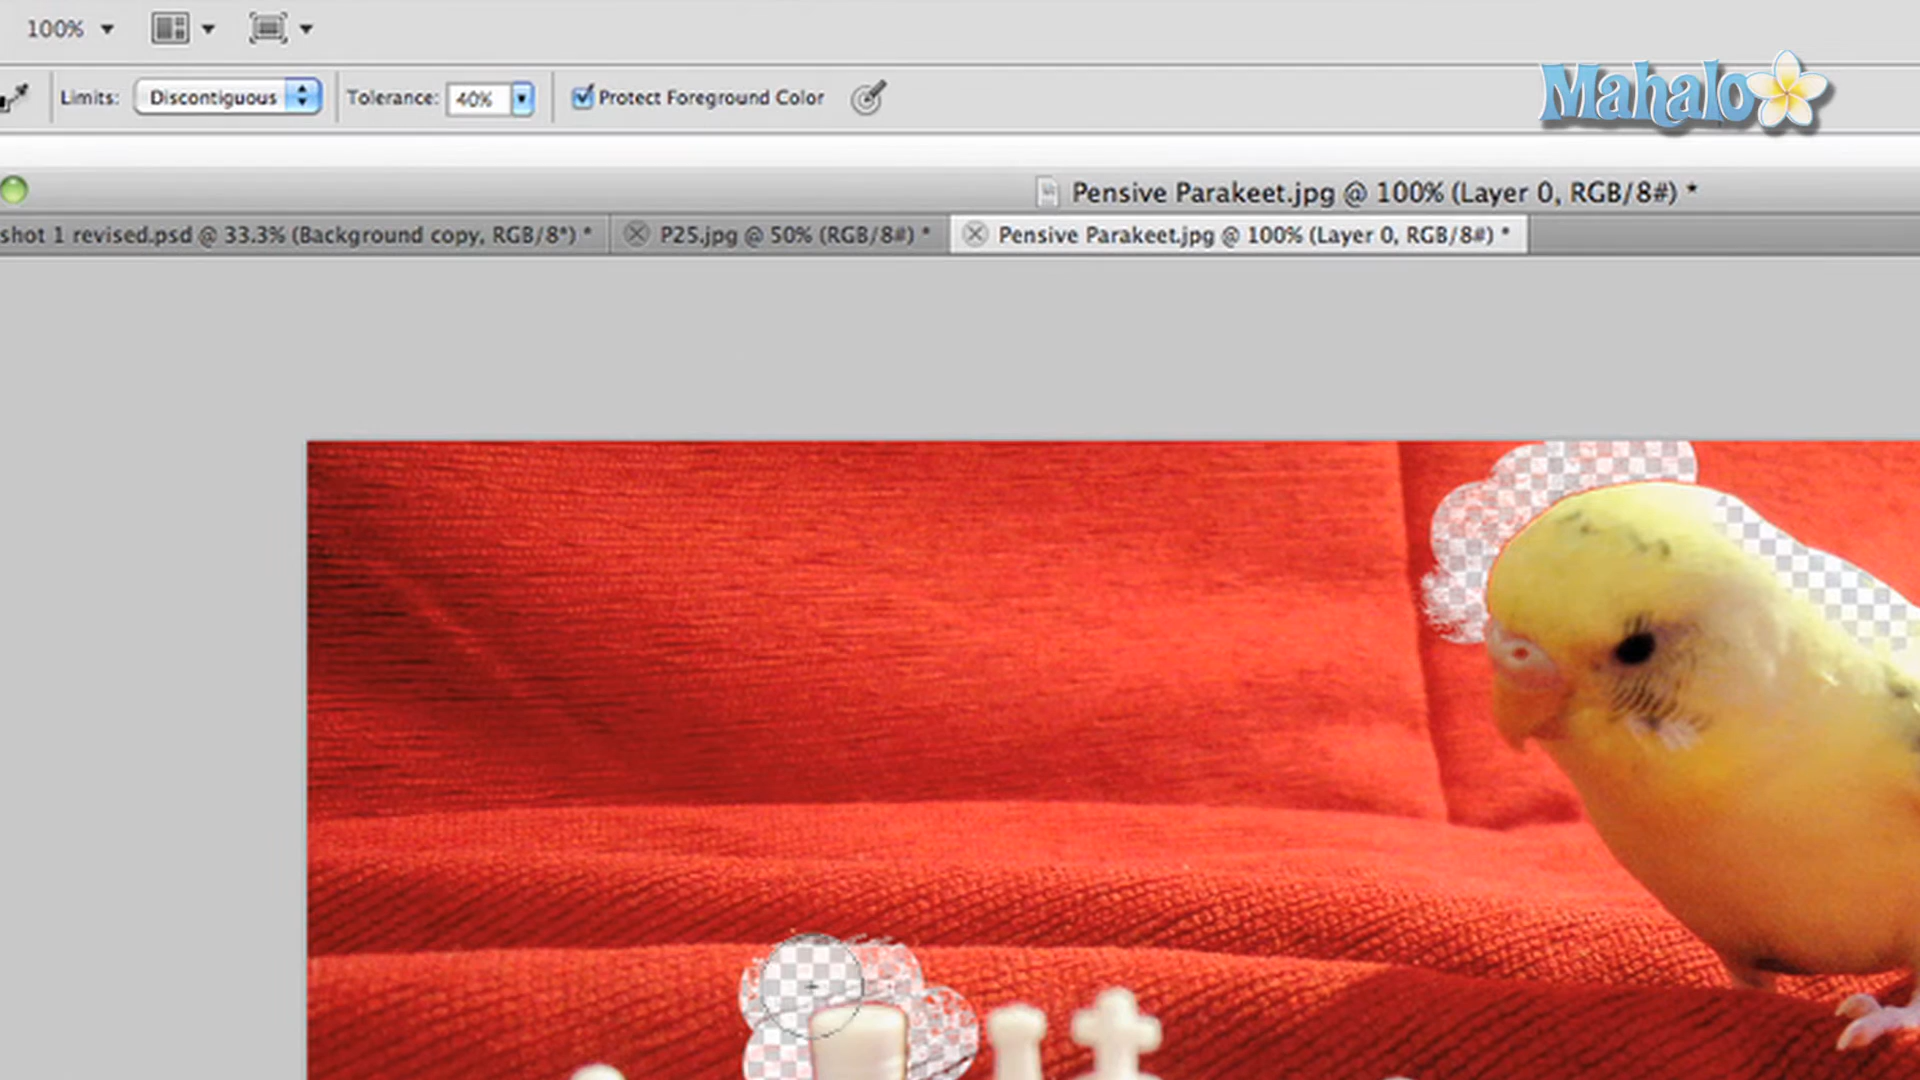 100%
Limits: Discontiguous Tolerance: 40% Protect Foreground Color
Mahalo
Pensive Parakeet.jpg @ 100% (Layer 0, RGB/8#) *
shot 1 revised.psd @ 33.3% (Background copy, RGB/8*) * P25.jpg @ 50% (RGB/8#) * Pensive Parakeet.jpg @ 100% (Layer 0, RGB/8#) *